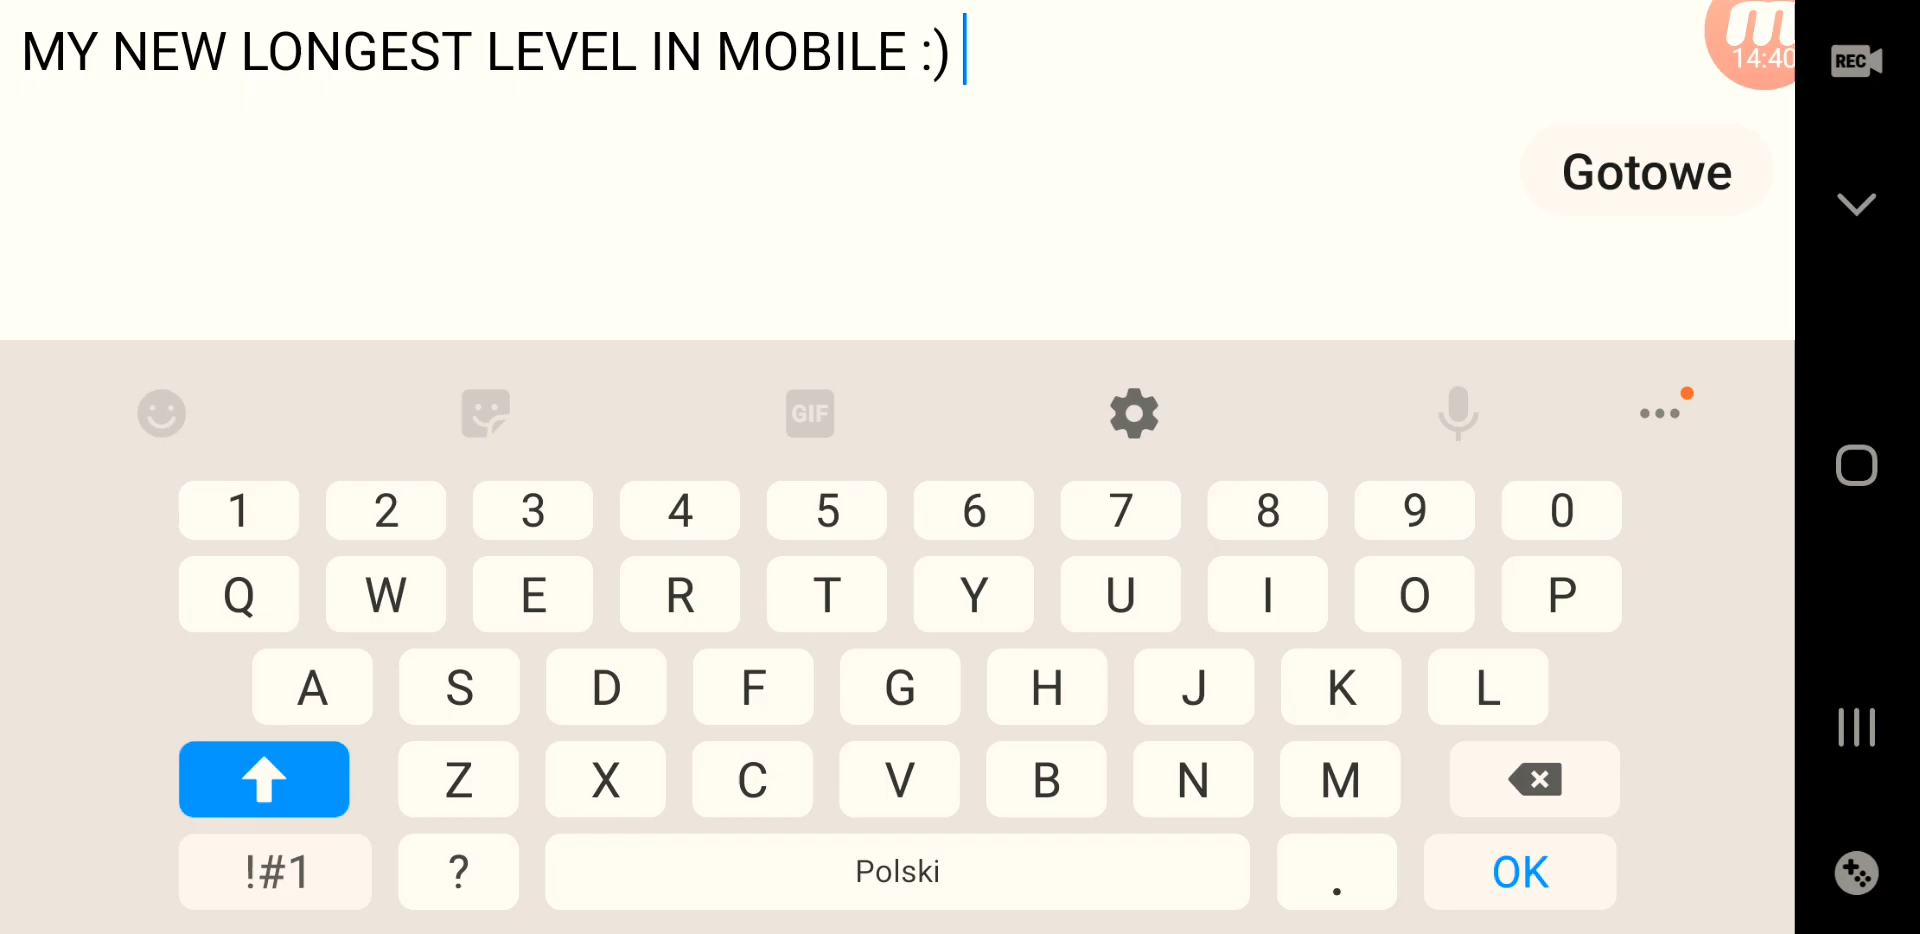 MY NEW LONGEST LEVEL IN MOBILE :)
14:40
REC
Gotowe
GIF
1 2 3 4 5 6 7 8 9 0
Q W E R T Y U I O P
A S D F G H J K L
Z X C V B N M
!#1 ? Polski . OK